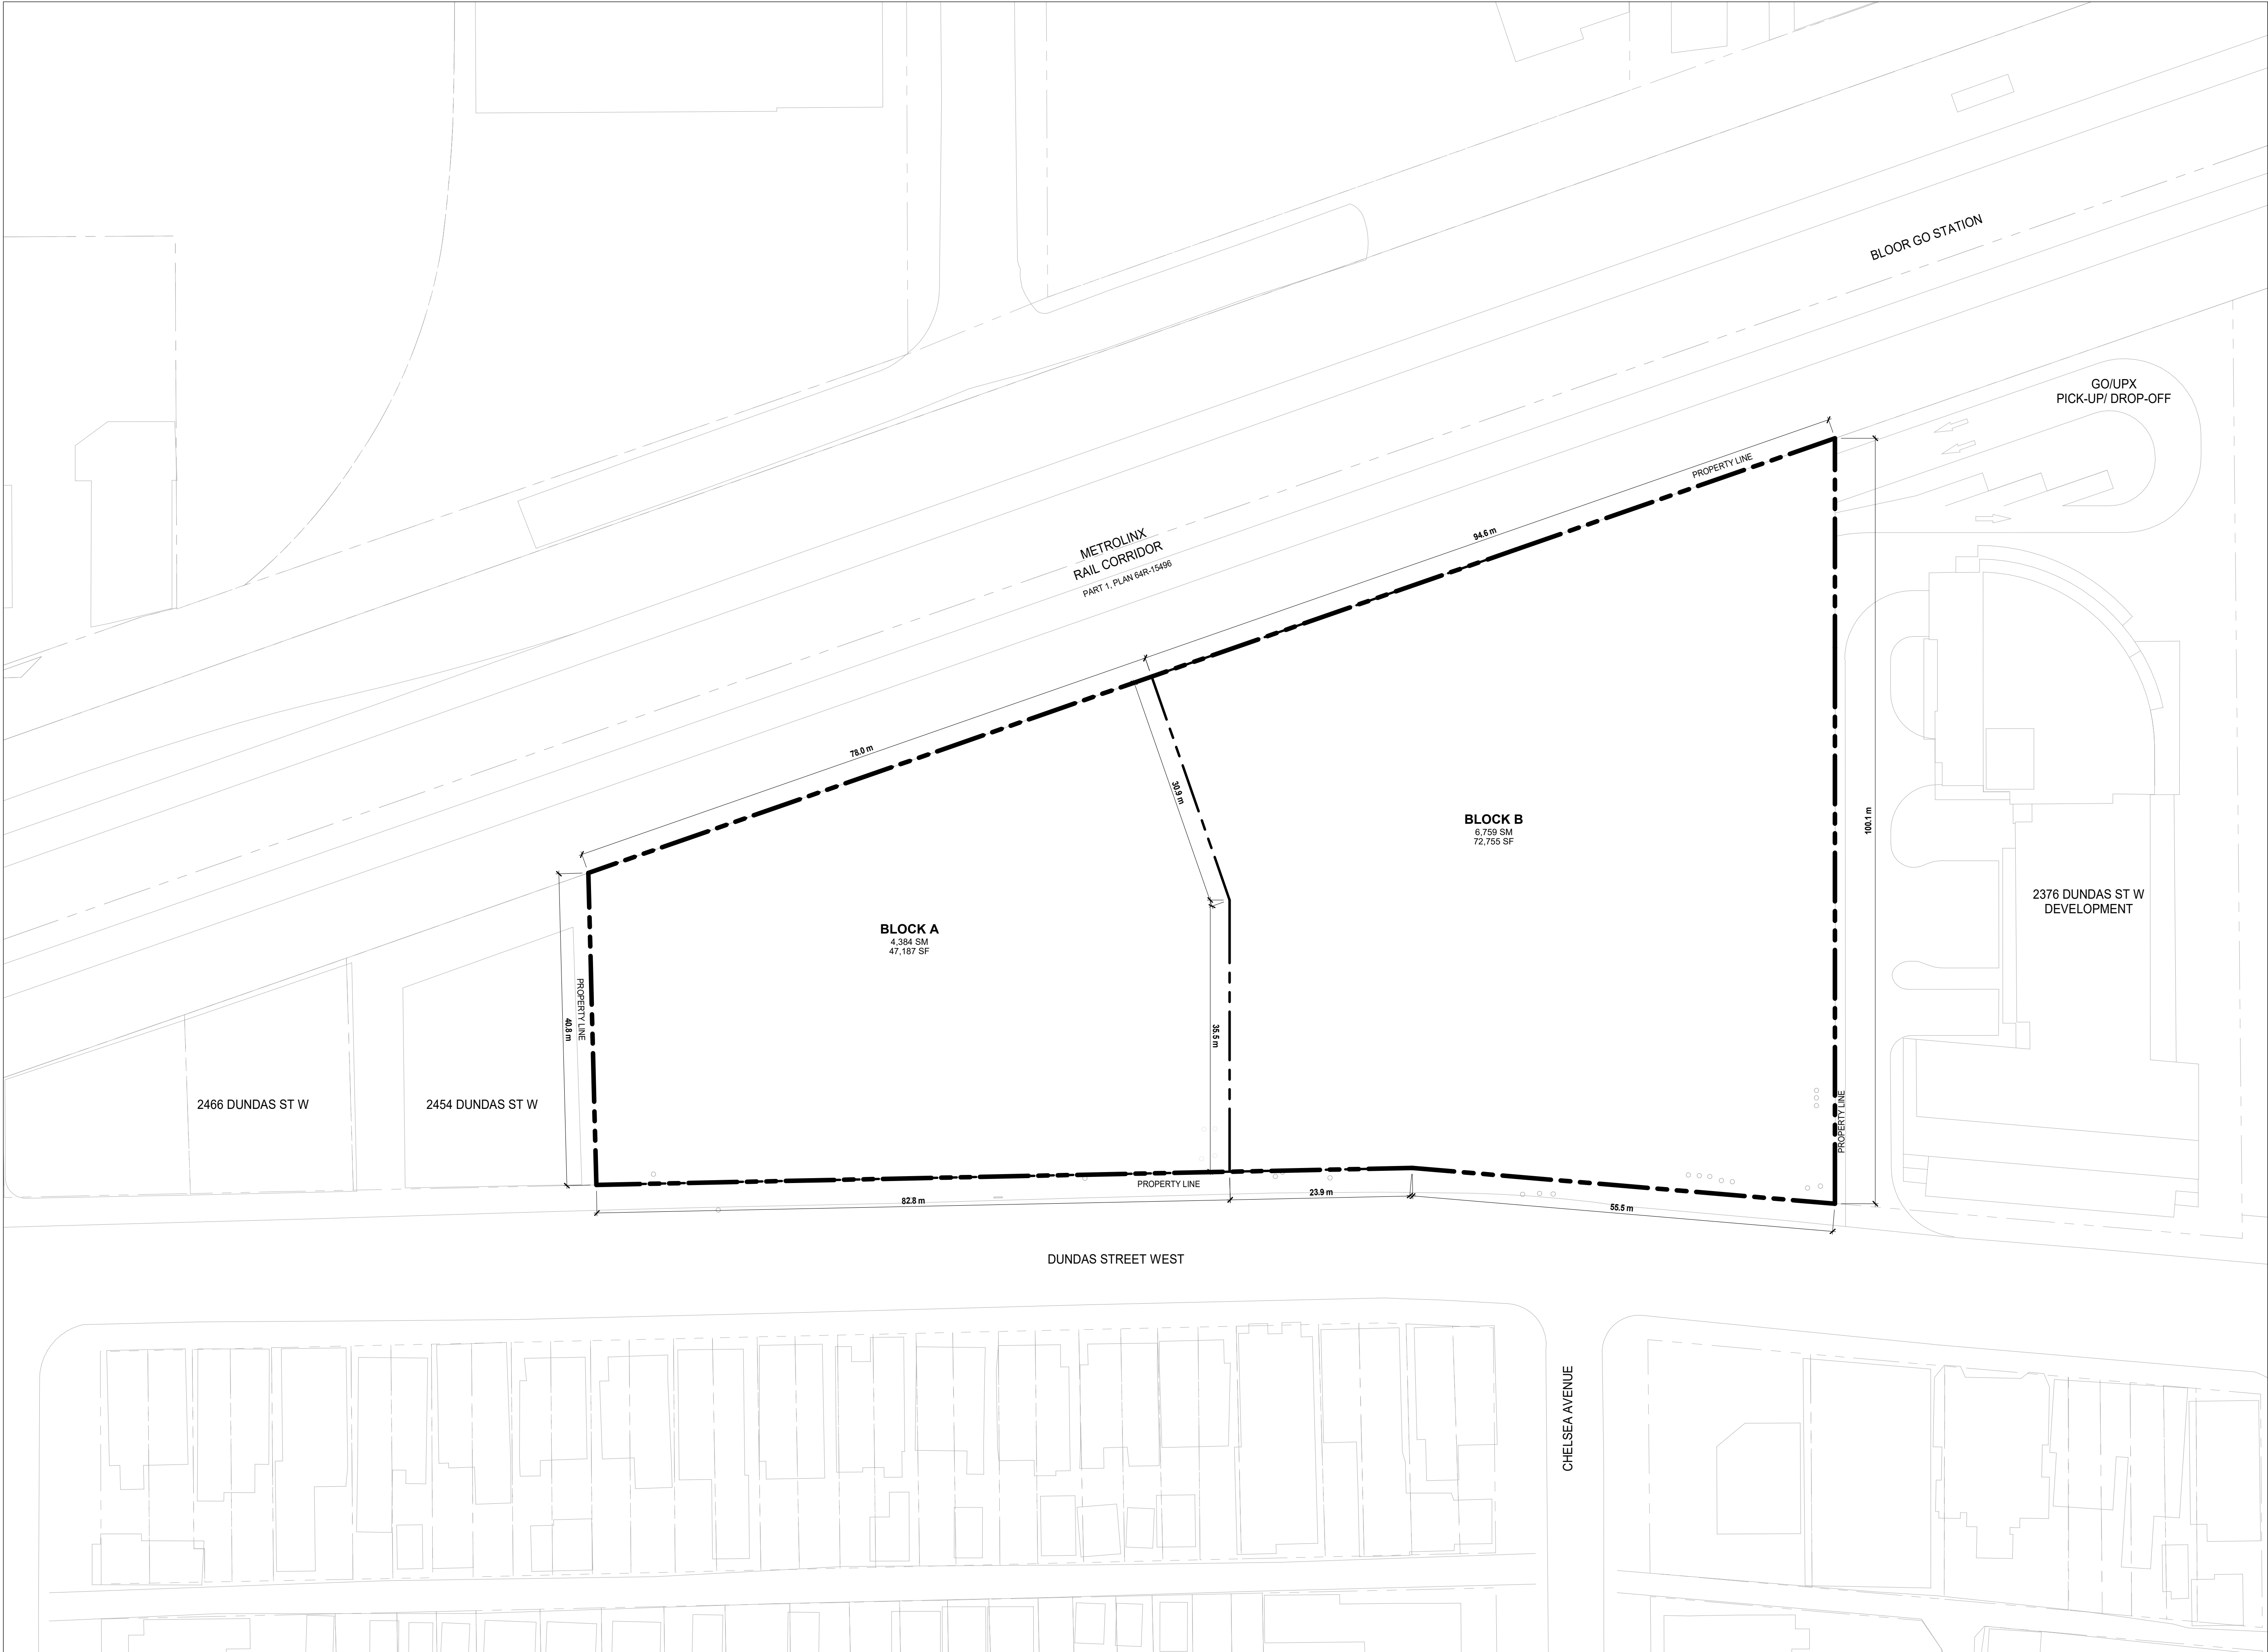 BLOOR GO STATION
GO/UPX
PICK-UP/ DROP-OFF
PROPERTY LINE
94.6 m
METROLINX
RAIL CORRIDOR
PART 1, PLAN 64R-15496
78.0 m
30.9 m
BLOCK B
6,759 SM
72,755 SF
100.1 m
2376 DUNDAS ST W
DEVELOPMENT
BLOCK A
4,384 SM
47,187 SF
PROPERTY LINE
40.8 m
35.5 m
2466 DUNDAS ST W
2454 DUNDAS ST W
PROPERTY LINE
PROPERTY LINE
82.8 m
23.9 m
55.5 m
DUNDAS STREET WEST
CHELSEA AVENUE